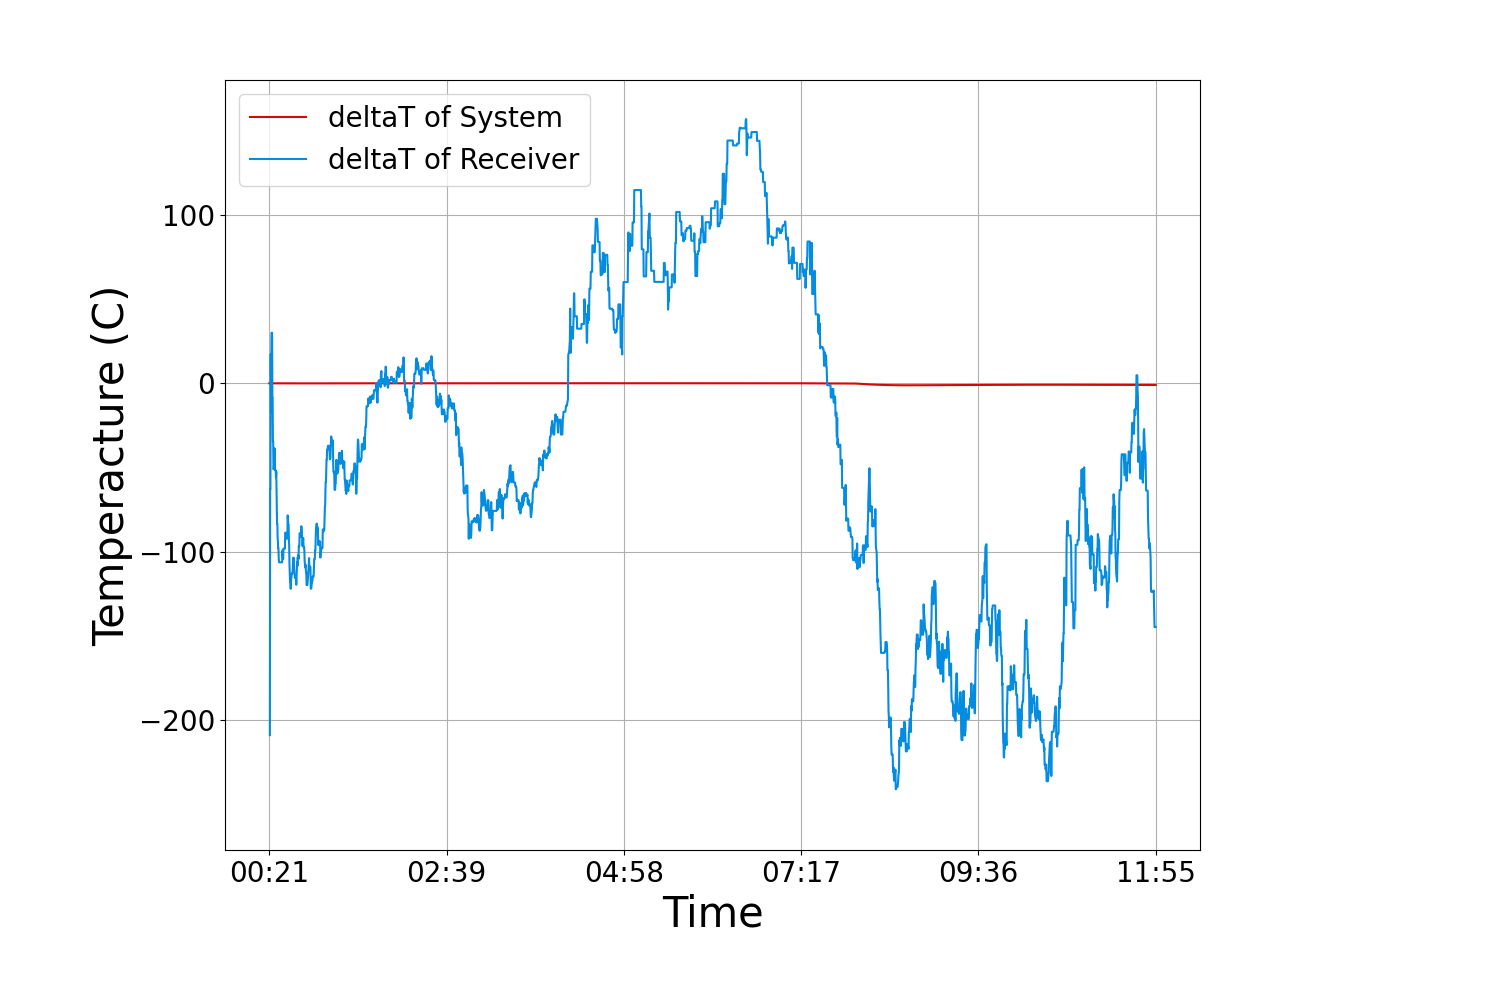 deltaT of System
deltaT of Receiver
Temperacture (C)
100
0
−100
−200
00:21 02:39 04:58 07:17 09:36 11:55
Time